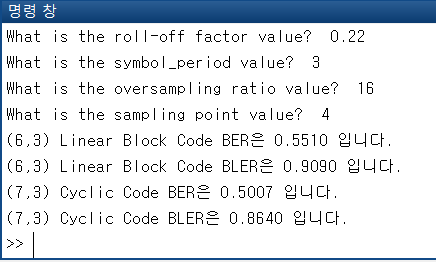 명령 창
What is the roll-off factor value?  0.22
What is the symbol_period value?  3
What is the oversampling ratio value?  16
What is the sampling point value?  4
(6,3) Linear Block Code BER은 0.5510 입니다.
(6,3) Linear Block Code BLER은 0.9090 입니다.
(7,3) Cyclic Code BER은 0.5007 입니다.
(7,3) Cyclic Code BLER은 0.8640 입니다.
>>